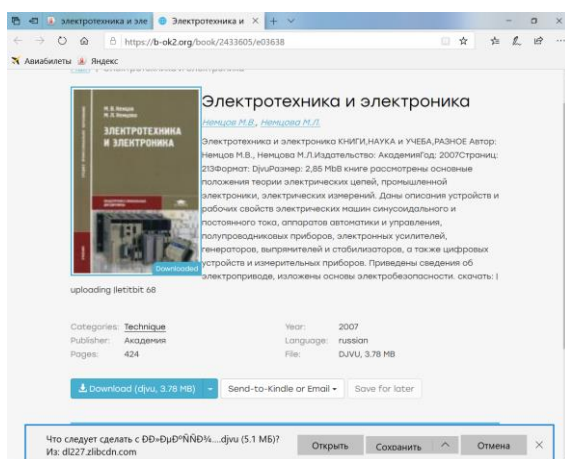 электротехника и эле
Электротехника и
https://b-ok2.org/book/2433605/e03638
Авиабилеты Яндекс
М. В. Немцов
М. Л. Немцова
ЭЛЕКТРОТЕХНИКА
И ЭЛЕКТРОНИКА
Downloaded
Электротехника и электроника
Немцов М.В., Немцова М.Л.
Электротехника и электроника КНИГИ,НАУКА и УЧЕБА,РАЗНОЕ Автор:
Немцов М.В., Немцова М.Л.Издательство: АкадемияГод: 2007Страниц:
213Формат: DjvuРазмер: 2,85 МbВ книге рассмотрены основные
положения теории электрических цепей, промышленной
электроники, электрических измерений. Даны описания устройств и
рабочих свойств электрических машин синусоидального и
постоянного тока, аппаратов автоматики и управления,
полупроводниковых приборов, электронных усилителей,
генераторов, выпрямителей и стабилизаторов, а также цифровых
устройств и измерительных приборов. Приведены сведения об
электроприводе, изложены основы электробезопасности. скачать: |
uploading |letitbit 68
Categories: Technique
Year: 2007
Publisher: Академия
Language: russian
Pages: 424
File: DJVU, 3.78 MB
Download (djvu, 3.78 MB)
Send-to-Kindle or Email
Save for later
Что следует сделать с ÐÐ»ÐµÐºÑÑÐ¾....djvu (5.1 МБ)?
Из: dl227.zlibcdn.com
Открыть
Сохранить
Отмена